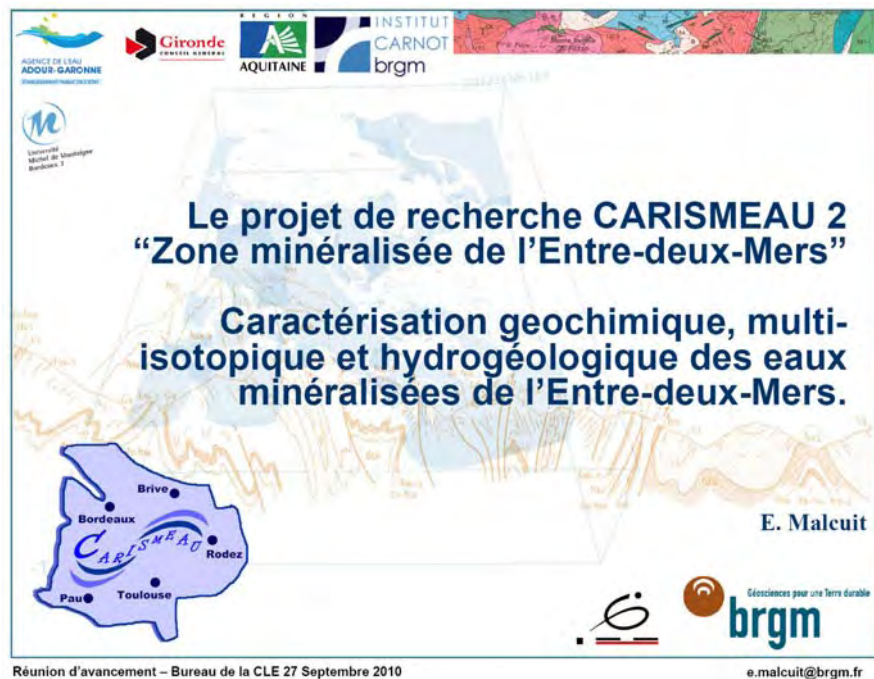 AGENCE DE L'EAU
ADOUR-GARONNE
Gironde
CONSEIL GENERAL
REGION
AQUITAINE
INSTITUT
CARNOT
brgm
Université
Michel de Montaigne
Bordeaux 3
Le projet de recherche CARISMEAU 2
“Zone minéralisée de l’Entre-deux-Mers”
Caractérisation geochimique, multi-
isotopique et hydrogéologique des eaux
minéralisées de l’Entre-deux-Mers.
Brive
Bordeaux
CARISMEAU
Rodez
Toulouse
Pau
E. Malcuit
Géosciences pour une Terre durable
brgm
Réunion d'avancement – Bureau de la CLE 27 Septembre 2010
e.malcuit@brgm.fr